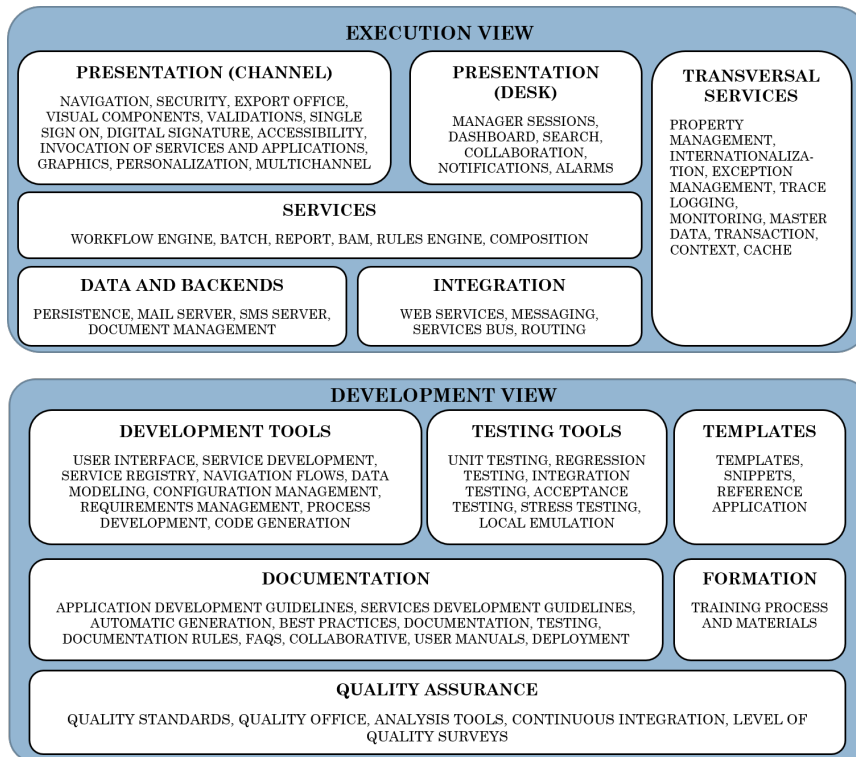 EXECUTION VIEW
PRESENTATION (CHANNEL)
NAVIGATION, SECURITY, EXPORT OFFICE,
VISUAL COMPONENTS, VALIDATIONS, SINGLE
SIGN ON, DIGITAL SIGNATURE, ACCESSIBILITY,
INVOCATION OF SERVICES AND APPLICATIONS,
GRAPHICS, PERSONALIZATION, MULTICHANNEL
PRESENTATION
(DESK)
MANAGER SESSIONS,
DASHBOARD, SEARCH,
COLLABORATION,
NOTIFICATIONS, ALARMS
TRANSVERSAL
SERVICES
PROPERTY
MANAGEMENT,
INTERNATIONALIZA-
TION, EXCEPTION
MANAGEMENT, TRACE
LOGGING,
MONITORING, MASTER
DATA, TRANSACTION,
CONTEXT, CACHE
SERVICES
WORKFLOW ENGINE, BATCH, REPORT, BAM, RULES ENGINE, COMPOSITION
DATA AND BACKENDS
PERSISTENCE, MAIL SERVER, SMS SERVER,
DOCUMENT MANAGEMENT
INTEGRATION
WEB SERVICES, MESSAGING,
SERVICES BUS, ROUTING
DEVELOPMENT VIEW
DEVELOPMENT TOOLS
USER INTERFACE, SERVICE DEVELOPMENT,
SERVICE REGISTRY, NAVIGATION FLOWS, DATA
MODELING, CONFIGURATION MANAGEMENT,
REQUIREMENTS MANAGEMENT, PROCESS
DEVELOPMENT, CODE GENERATION
TESTING TOOLS
UNIT TESTING, REGRESSION
TESTING, INTEGRATION
TESTING, ACCEPTANCE
TESTING, STRESS TESTING,
LOCAL EMULATION
TEMPLATES
TEMPLATES,
SNIPPETS,
REFERENCE
APPLICATION
DOCUMENTATION
APPLICATION DEVELOPMENT GUIDELINES, SERVICES DEVELOPMENT GUIDELINES,
AUTOMATIC GENERATION, BEST PRACTICES, DOCUMENTATION, TESTING,
DOCUMENTATION RULES, FAQS, COLLABORATIVE, USER MANUALS, DEPLOYMENT
FORMATION
TRAINING PROCESS
AND MATERIALS
QUALITY ASSURANCE
QUALITY STANDARDS, QUALITY OFFICE, ANALYSIS TOOLS, CONTINUOUS INTEGRATION, LEVEL OF
QUALITY SURVEYS